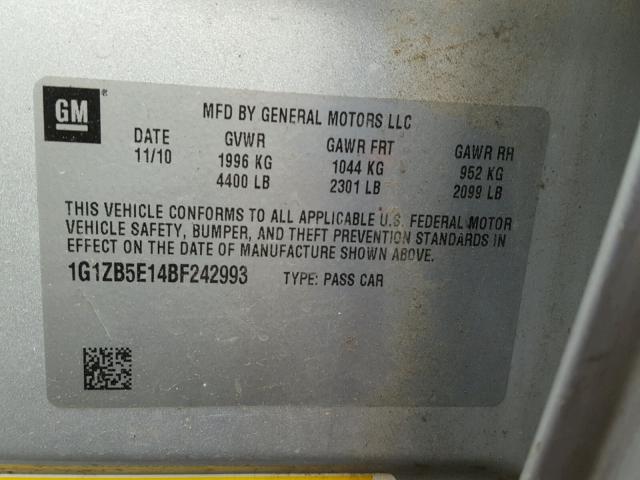 GM
MFD BY GENERAL MOTORS LLC
DATE GVWR GAWR FRT GAWR RH
11/10 1996 KG 1044 KG 952 KG
4400 LB 2301 LB 2099 LB
THIS VEHICLE CONFORMS TO ALL APPLICABLE U.S. FEDERAL MOTOR
VEHICLE SAFETY, BUMPER, AND THEFT PREVENTION STANDARDS IN
EFFECT ON THE DATE OF MANUFACTURE SHOWN ABOVE.
1G1ZB5E14BF242993 TYPE: PASS CAR